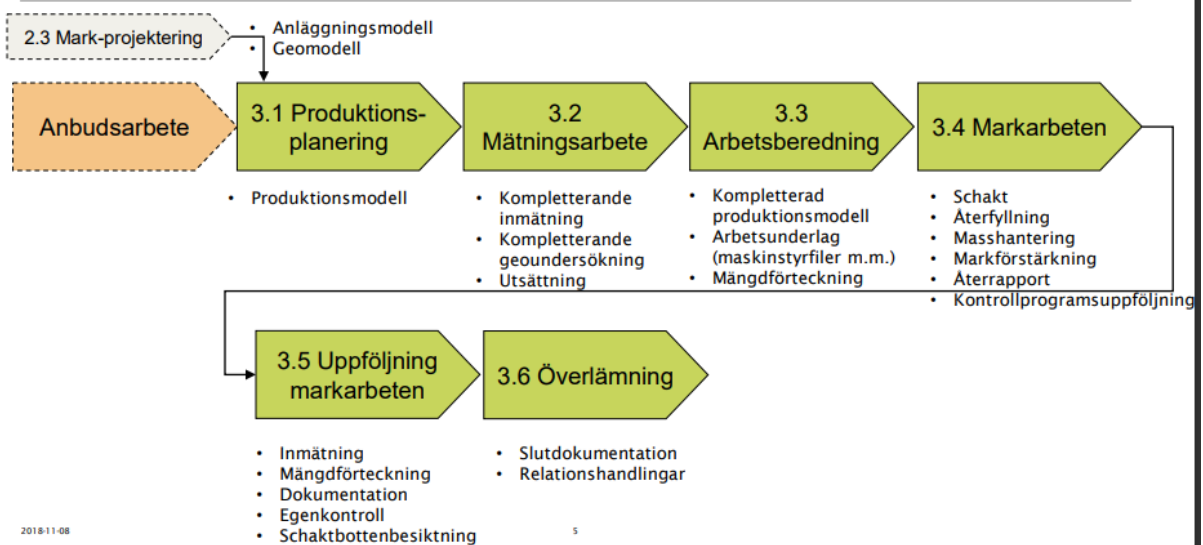 2.3 Mark-projektering
• Anläggningsmodell
• Geomodell
Anbudsarbete
3.1 Produktions-
planering
3.2
Mätningsarbete
3.3
Arbetsberedning
3.4 Markarbeten
• Produktionsmodell
• Kompletterande
inmätning
• Kompletterande
geoundersökning
• Utsättning
• Kompletterad
produktionsmodell
• Arbetsunderlag
(maskinstyrfiler m.m.)
• Mängdförteckning
• Schakt
• Återfyllning
• Masshantering
• Markförstärkning
• Återrapport
• Kontrollprogramsuppföljning
3.5 Uppföljning
markarbeten
3.6 Överlämning
• Inmätning
• Mängdförteckning
• Dokumentation
• Egenkontroll
• Schaktbottenbesiktning
• Slutdokumentation
• Relationshandlingar
2018-11-08
5